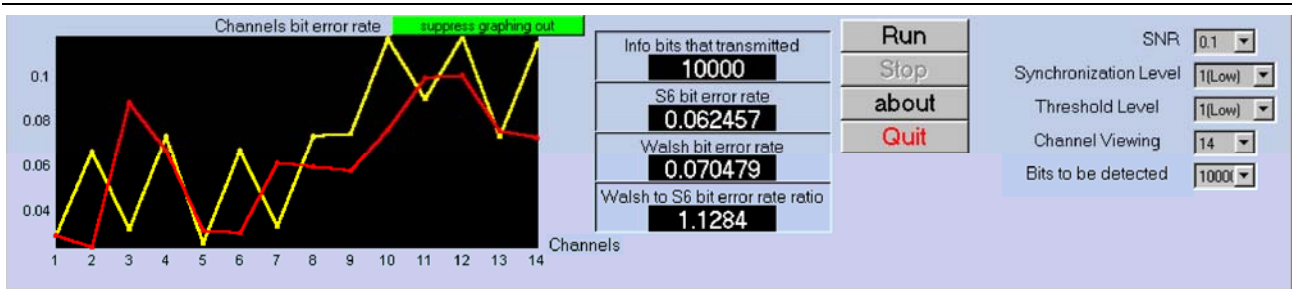 Channels bit error rate
suppress graphing out
0.1
0.08
0.06
0.04
1 2 3 4 5 6 7 8 9 10 11 12 13 14
Channels
Info bits that transmitted
10000
S6 bit error rate
0.062457
Walsh bit error rate
0.070479
Walsh to S6 bit error rate ratio
1.1284
Run
Stop
about
Quit
SNR 0.1
Synchronization Level 1(Low)
Threshold Level 1(Low)
Channel Viewing 14
Bits to be detected 1000(